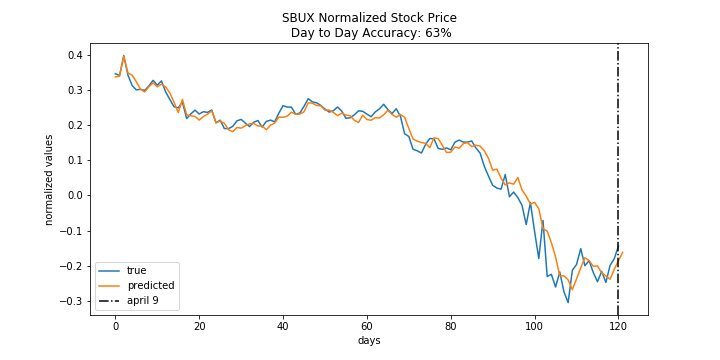 SBUX Normalized Stock Price
Day to Day Accuracy: 63%
normalized values
0.4
0.3
0.2
0.1
0.0
−0.1
−0.2
−0.3
true
predicted
april 9
0 20 40 60 80 100 120
days